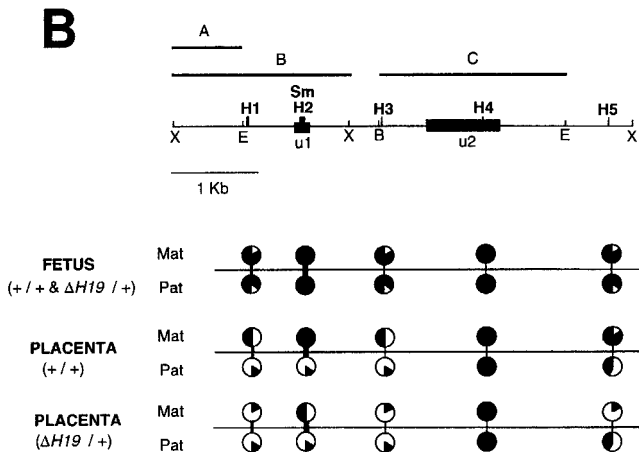 B
A
B
C
Sm
H1 H2 H3 H4 H5
X E u1 X B u2 E X
1 Kb
FETUS
(+ / + & ΔH19 / +)
Mat
Pat
PLACENTA
(+ / +)
Mat
Pat
PLACENTA
(ΔH19 / +)
Mat
Pat